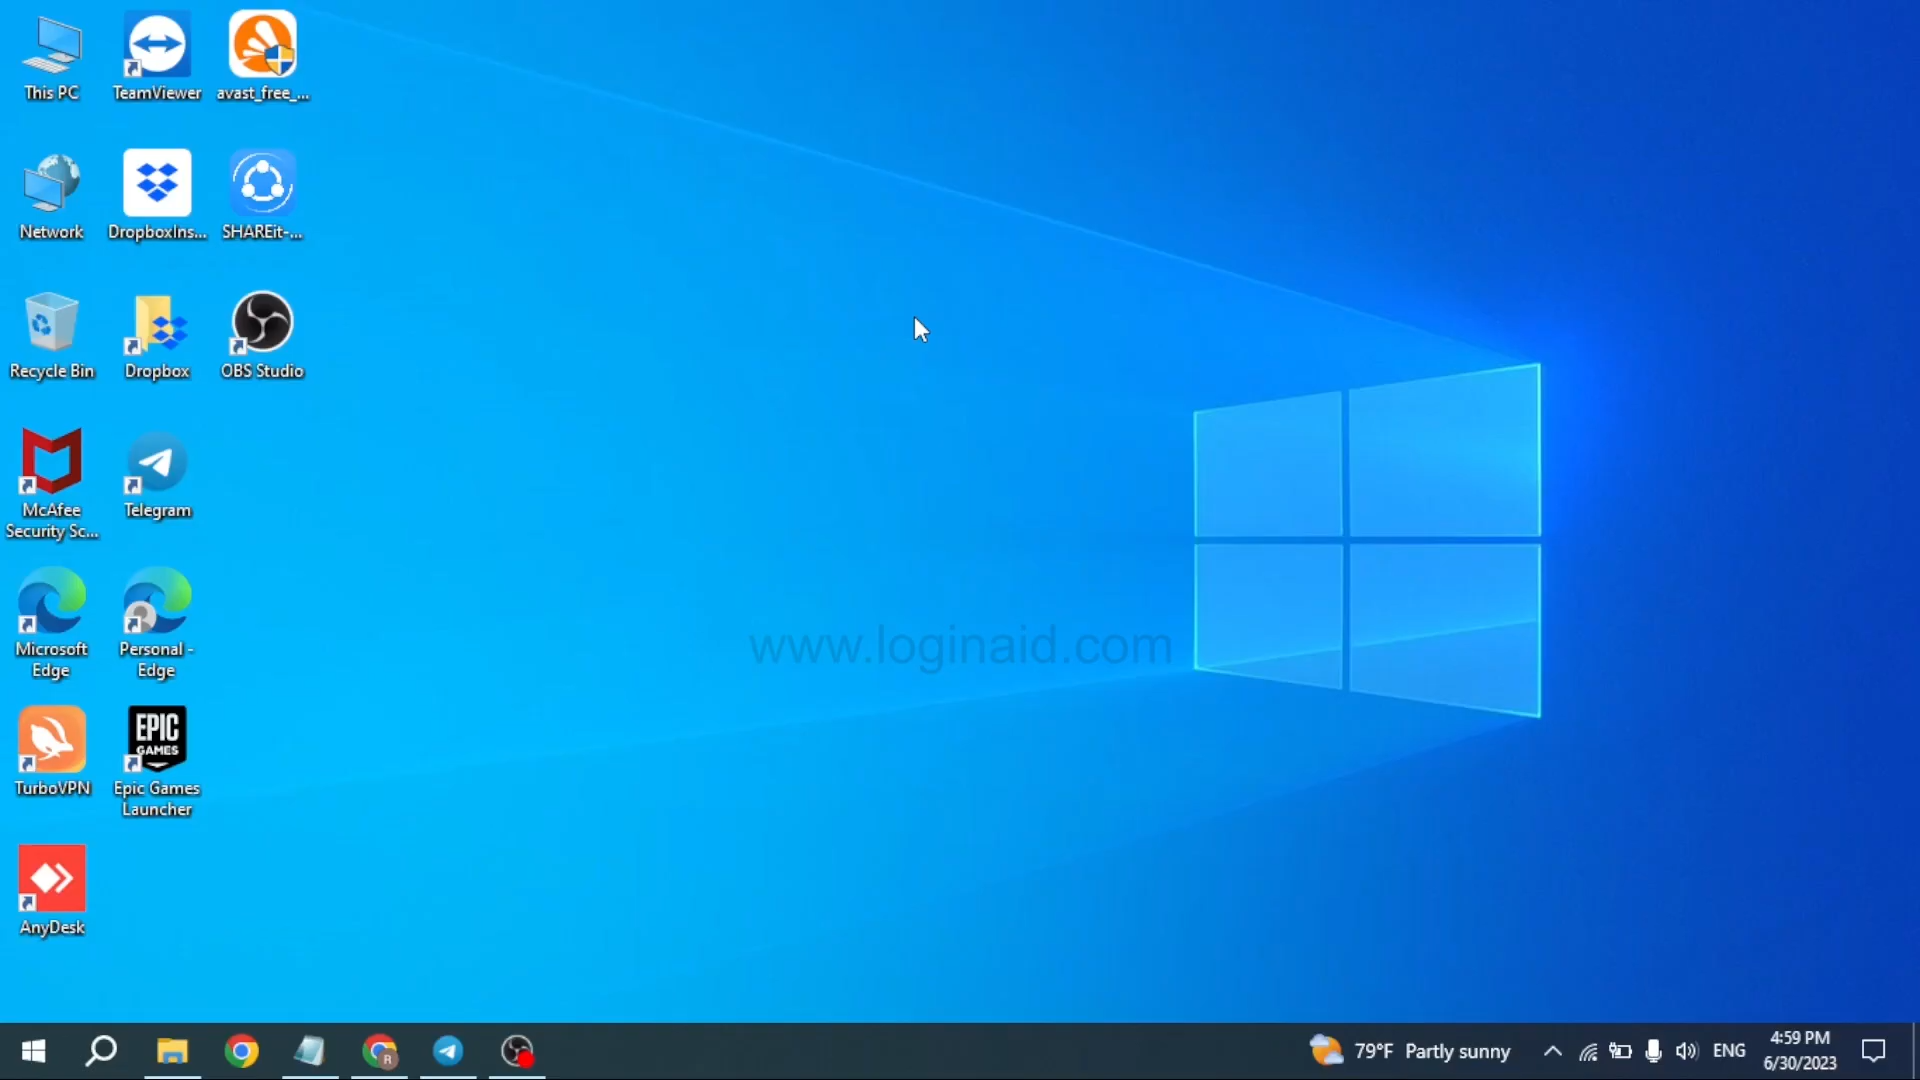 This PC
TeamViewer
avast_free_...
Network
DropboxIns...
SHAREit-...
Recycle Bin
Dropbox
OBS Studio
McAfee
Security Sc...
Telegram
Microsoft
Edge
Personal -
Edge
www.loginaid.com
TurboVPN
EPIC
GAMES
Epic Games
Launcher
AnyDesk
R
79°F Partly sunny
ENG
4:59 PM
6/30/2023